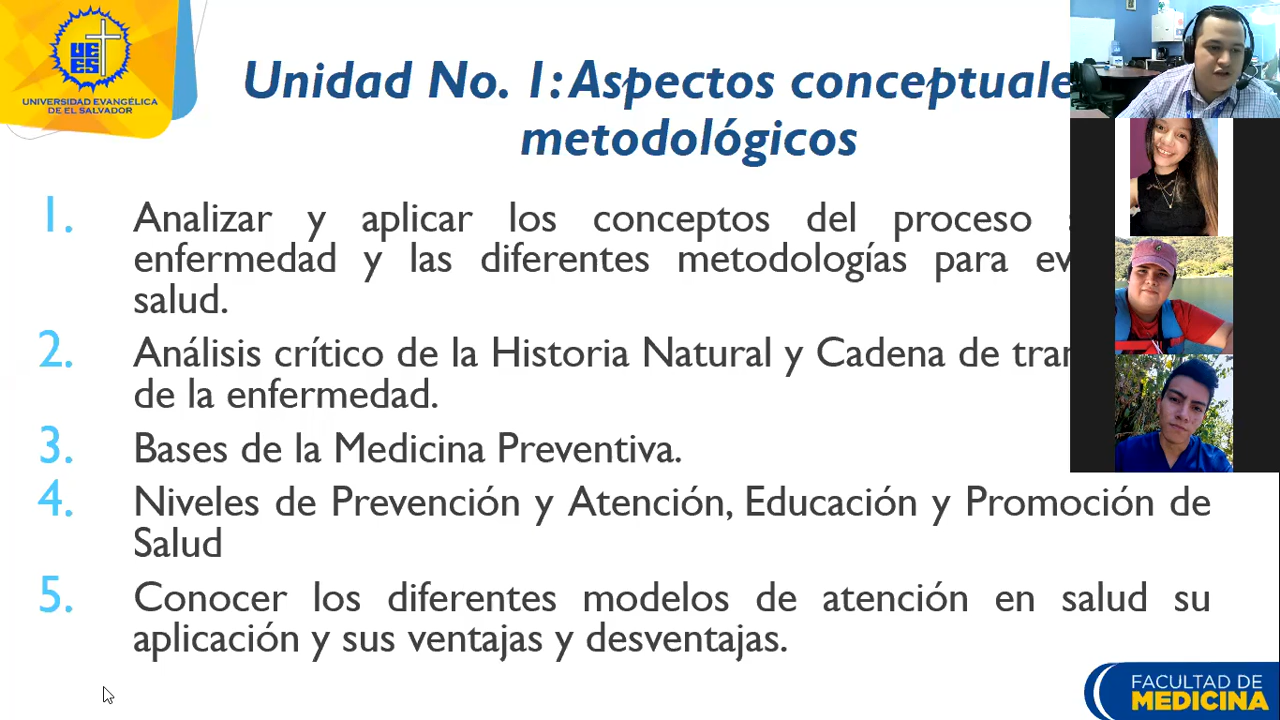 UEES
UNIVERSIDAD EVANGÉLICA
DE EL SALVADOR
Unidad No. 1: Aspectos
metodológicos
1. Analizar y aplicar los conceptos del proceso
enfermedad y las diferentes metodologías para
salud.
2. Análisis crítico de la Historia Natural y Cadena de
de la enfermedad.
3. Bases de la Medicina Preventiva.
4. Niveles de Prevención y Atención, Educación y Promoción de
Salud
5. Conocer los diferentes modelos de atención en salud su
aplicación y sus ventajas y desventajas.
FACULTAD DE
MEDICINA